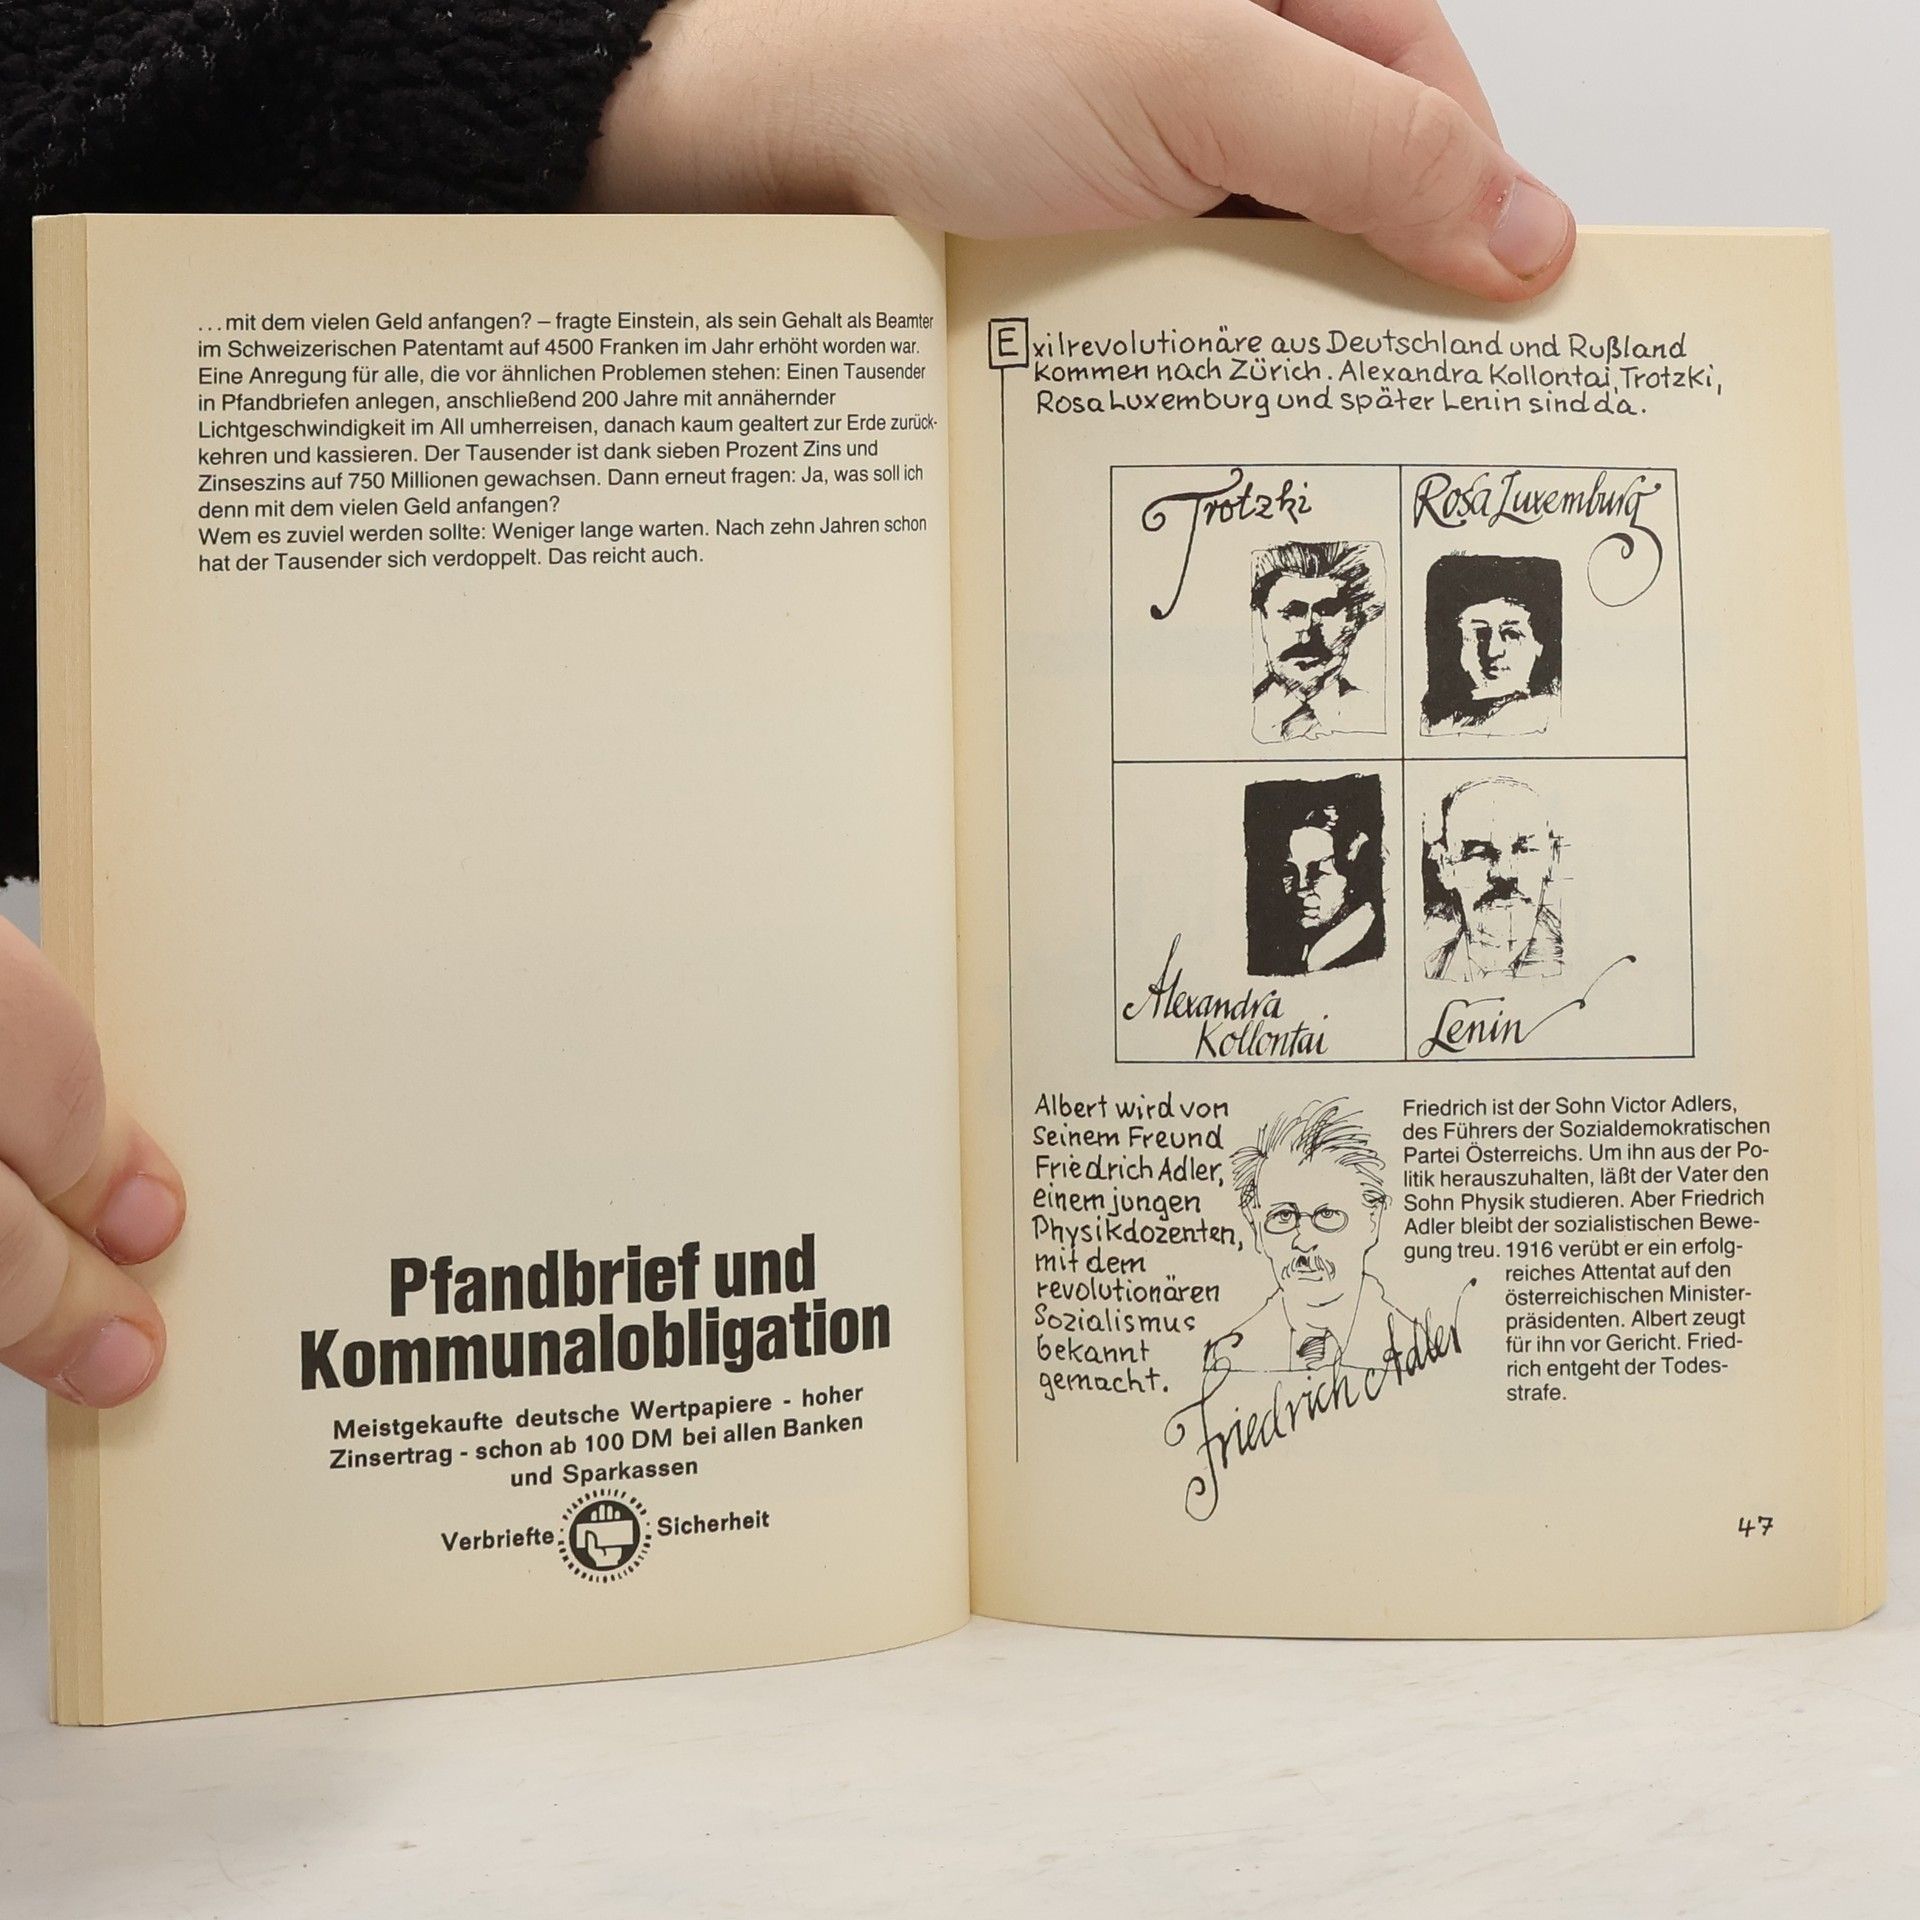 ...mit dem vielen Geld anfangen? – fragte Einstein, als sein Gehalt als Beamter
im Schweizerischen Patentamt auf 4500 Franken im Jahr erhöht worden war.
Eine Anregung für alle, die vor ähnlichen Problemen stehen: Einen Tausender
in Pfandbriefen anlegen, anschließend 200 Jahre mit annähernder
Lichtgeschwindigkeit im All umherreisen, danach kaum gealtert zur Erde zurück-
kehren und kassieren. Der Tausender ist dank sieben Prozent Zins und
Zinseszins auf 750 Millionen gewachsen. Dann erneut fragen: Ja, was soll ich
denn mit dem vielen Geld anfangen?
Wem es zuviel werden sollte: Weniger lange warten. Nach zehn Jahren schon
hat der Tausender sich verdoppelt. Das reicht auch.
Pfandbrief und
Kommunalobligation
Meistgekaufte deutsche Wertpapiere - hoher
Zinsertrag - schon ab 100 DM bei allen Banken
und Sparkassen
Verbriefte Sicherheit
PFANDBRIEF UND
KOMMUNALOBLIGATION
Exilrevolutionäre aus Deutschland und Rußland
kommen nach Zürich. Alexandra Kollontai, Trotzki,
Rosa Luxemburg und später Lenin sind da.
Trotzki
Rosa Luxemburg
Alexandra
Kollontai
Lenin
Albert wird von
seinem Freund
Friedrich Adler,
einem jungen
Physikdozenten,
mit dem
revolutionären
Sozialismus
bekannt
gemacht.
Friedrich Adler
Friedrich ist der Sohn Victor Adlers,
des Führers der Sozialdemokratischen
Partei Österreichs. Um ihn aus der Po-
litik herauszuhalten, läßt der Vater den
Sohn Physik studieren. Aber Friedrich
Adler bleibt der sozialistischen Bewe-
gung treu. 1916 verübt er ein erfolg-
reiches Attentat auf den
österreichischen Minister-
präsidenten. Albert zeugt
für ihn vor Gericht. Fried-
rich entgeht der Todes-
strafe.
47